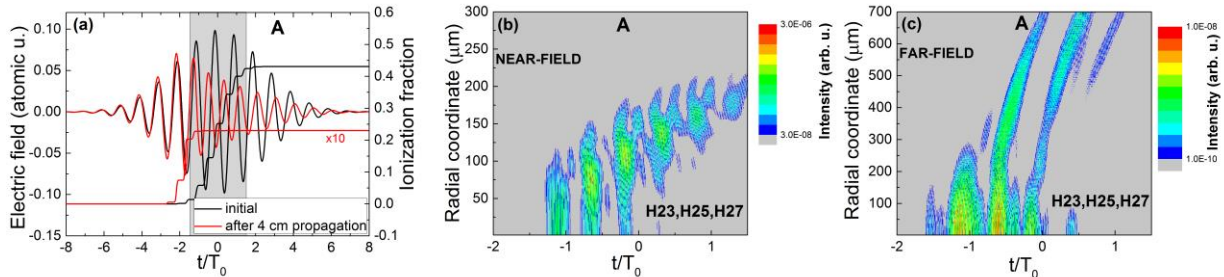 (a)
A
Electric field (atomic u.)
0.10
0.05
0.00
-0.05
-0.10
-0.15
0.6
0.5
0.4
0.3
0.2
0.1
0.0
-0.1
Ionization fraction
x10
initial
after 4 cm propagation
-8 -6 -4 -2 0 2 4 6 8
t/T0
(b)
A
NEAR-FIELD
H23,H25,H27
Radial coordinate (μm)
300
250
200
150
100
50
-2 -1 0 1
t/T0
3.0E-06
3.0E-08
Intensity (arb. u.)
(c)
A
FAR-FIELD
H23,H25,H27
Radial coordinate (μm)
700
600
500
400
300
200
100
0
-2 -1 0 1
t/T0
1.0E-08
1.0E-10
Intensity (arb. u.)